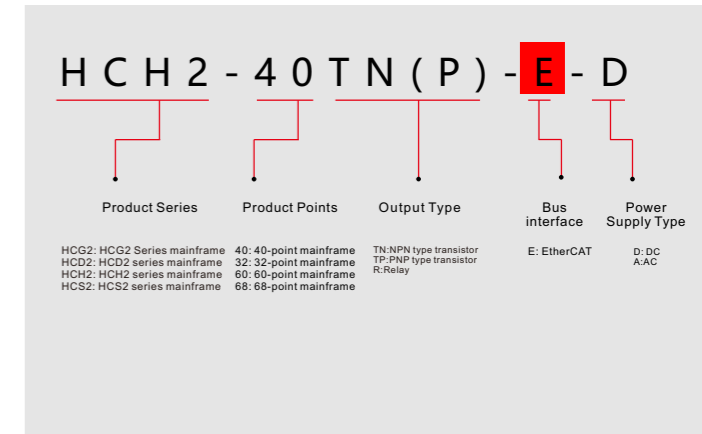 HCH2-40TN(P)-E-D
Product Series
HCG2: HCG2 Series mainframe
HCD2: HCD2 series mainframe
HCH2: HCH2 series mainframe
HCS2: HCS2 series mainframe
Product Points
40: 40-point mainframe
32: 32-point mainframe
60: 60-point mainframe
68: 68-point mainframe
Output Type
TN:NPN type transistor
TP:PNP type transistor
R:Relay
Bus
interface
E: EtherCAT
Power
Supply Type
D: DC
A:AC